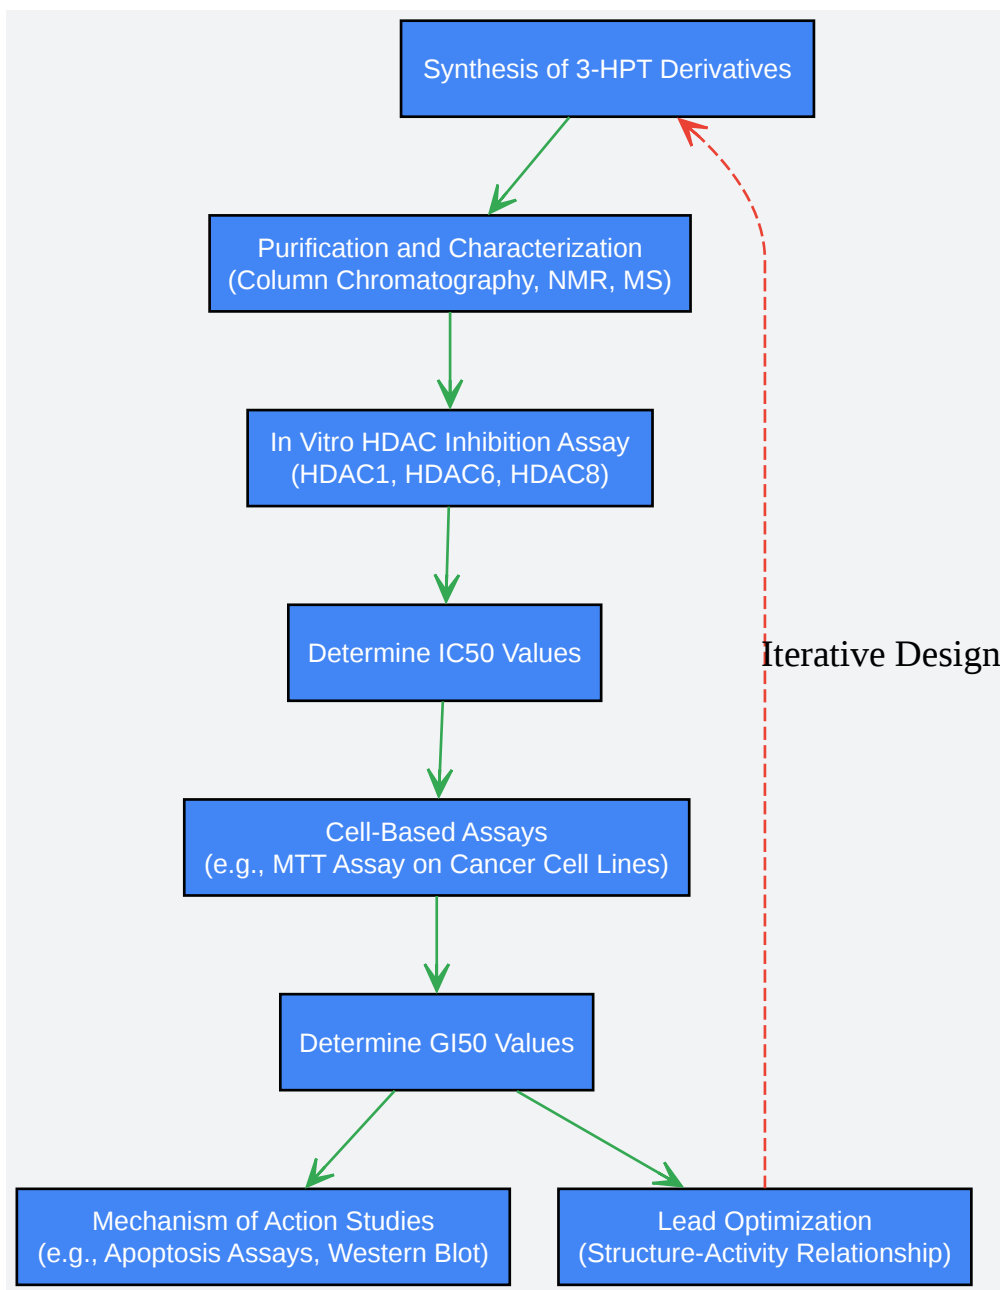 Synthesis of 3-HPT Derivatives
Purification and Characterization
(Column Chromatography, NMR, MS)
In Vitro HDAC Inhibition Assay
(HDAC1, HDAC6, HDAC8)
Determine IC50 Values
Iterative Design
Cell-Based Assays
(e.g., MTT Assay on Cancer Cell Lines)
Determine GI50 Values
Mechanism of Action Studies
(e.g., Apoptosis Assays, Western Blot)
Lead Optimization
(Structure-Activity Relationship)